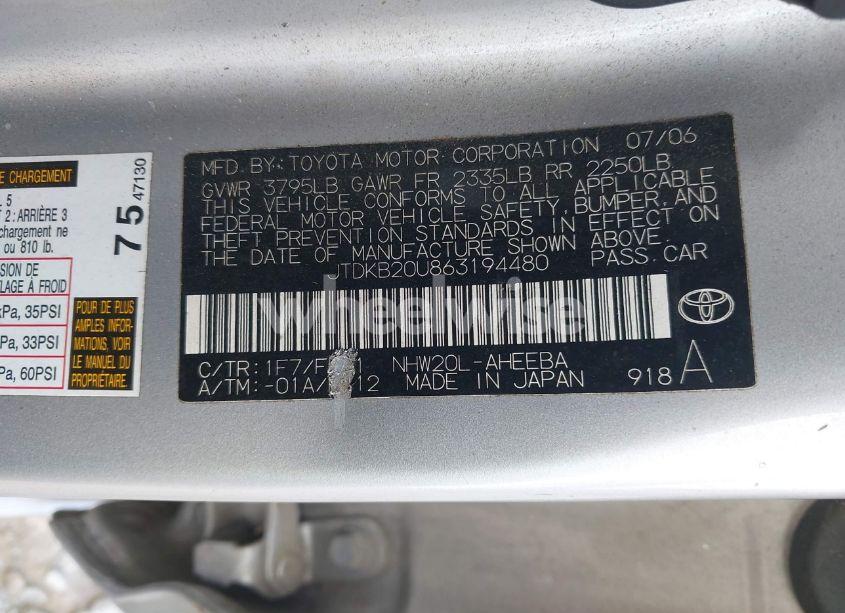 E CHARGEMENT
. 5
T 2 : ARRIÈRE 3
chargement ne
ou 810 lb.
SION DE
LAGE À FROID
kPa, 35PSI
Pa, 33PSI
Pa, 60PSI
POUR DE PLUS
AMPLES INFOR-
MATIONS, VOIR
LE MANUEL DU
PROPRIÉTAIRE.
75
47130
MFD. BY: TOYOTA MOTOR CORPORATION 07/06
GVWR 3795LB GAWR FR 2335LB RR 2250LB
THIS VEHICLE CONFORMS TO ALL APPLICABLE
FEDERAL MOTOR VEHICLE SAFETY, BUMPER, AND
THEFT PREVENTION STANDARDS IN EFFECT ON
THE DATE OF MANUFACTURE SHOWN ABOVE.
JTDKB20U863194480 PASS. CAR
wheelwise
C/TR: 1F7/F NHW20L-AHEEBA
A/TM: -01A/ 12 MADE IN JAPAN 918 A